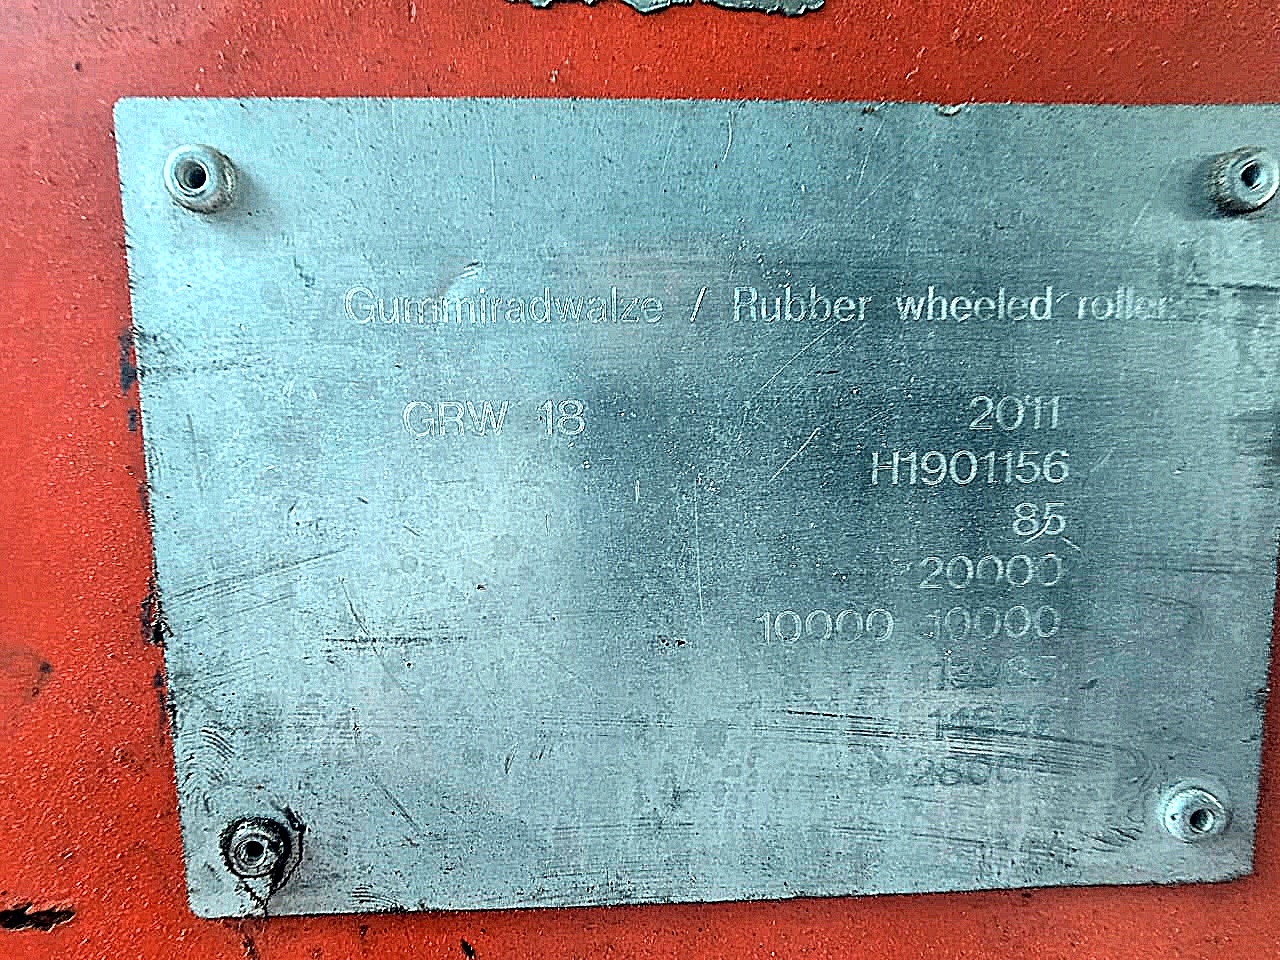 Gummiradwalze / Rubber wheeled roller
GRW 18 2011
H1901156
85
20000
10000 10000